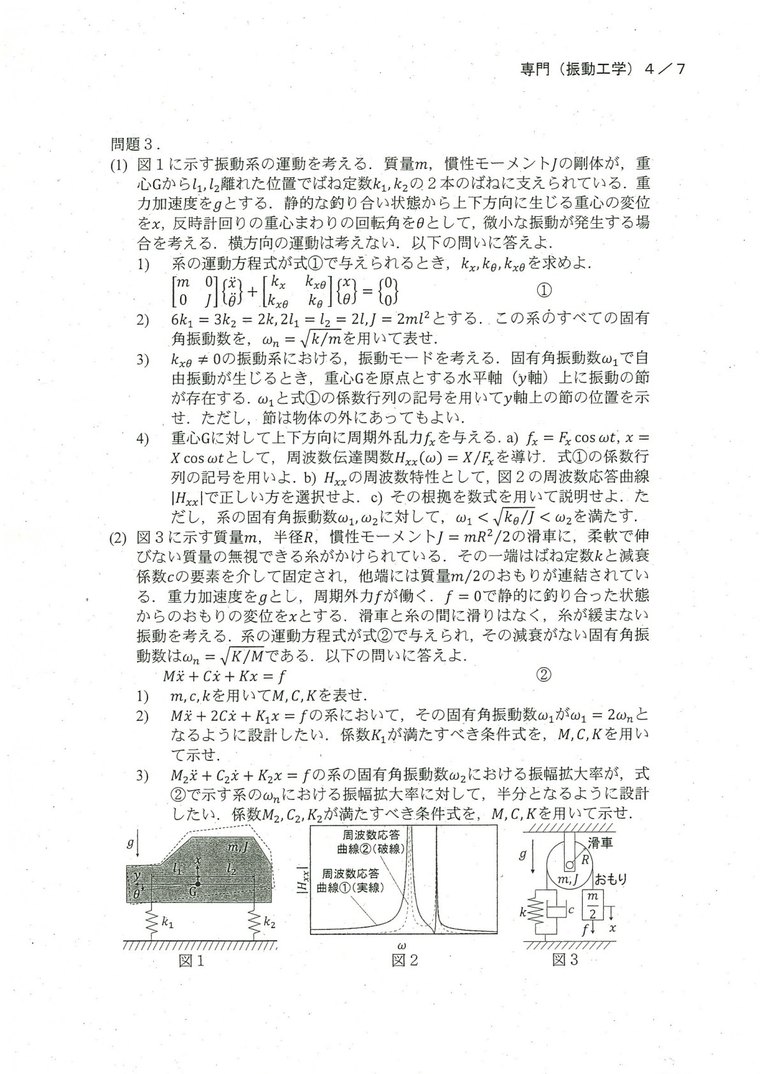 専門（振動工学）４／７
問題３．
(1) 図１に示す振動系の運動を考える．質量m，慣性モーメントJの剛体が，重
心Gからl₁, l₂離れた位置でばね定数k₁, k₂の２本のばねに支えられている．重
力加速度をgとする．静的な釣り合い状態から上下方向に生じる重心の変位
をx，反時計回りの重心まわりの回転角をθとして，微小な振動が発生する場
合を考える．横方向の運動は考えない．以下の問いに答えよ．
1) 系の運動方程式が式①で与えられるとき，kₓ, k_θ, k_{xθ}を求めよ．
[m 0; 0 J]{ẍ; θ̈} + [kₓ k_{xθ}; k_{xθ} k_θ]{x; θ} = {0; 0} ①
2) 6k₁ = 3k₂ = 2k, 2l₁ = l₂ = 2l, J = 2ml²とする．この系のすべての固有
角振動数を，ωₙ = √(k/m)を用いて表せ．
3) k_{xθ} ≠ 0の振動系における，振動モードを考える．固有角振動数ω₁で自
由振動が生じるとき，重心Gを原点とする水平軸（y軸）上に振動の節
が存在する．ω₁と式①の係数行列の記号を用いてy軸上の節の位置を示
せ．ただし，節は物体の外にあってもよい．
4) 重心Gに対して上下方向に周期外乱力fₓを与える．a) fₓ = Fₓ cos ωt, x =
X cos ωtとして，周波数伝達関数Hₓₓ(ω) = X/Fₓを導け．式①の係数行
列の記号を用いよ．b) Hₓₓの周波数特性として，図２の周波数応答曲線
|Hₓₓ|で正しい方を選択せよ．c) その根拠を数式を用いて説明せよ．た
だし，系の固有角振動数ω₁, ω₂に対して，ω₁ < √(k_θ/J) < ω₂を満たす．
(2) 図３に示す質量m，半径R，慣性モーメントJ = mR²/2の滑車に，柔軟で伸
びない質量の無視できる糸がかけられている．その一端はばね定数kと減衰
係数cの要素を介して固定され，他端には質量m/2のおもりが連結されてい
る．重力加速度をgとし，周期外力fが働く．f = 0で静的に釣り合った状態
からのおもりの変位をxとする．滑車と糸の間に滑りはなく，糸が緩まない
振動を考える．系の運動方程式が式②で与えられ，その減衰がない固有角振
動数はωₙ = √(K/M)である．以下の問いに答えよ．
Mẍ + Cẋ + Kx = f ②
1) m, c, kを用いてM, C, Kを表せ．
2) Mẍ + 2Cẋ + K₁x = fの系において，その固有角振動数ω₁がω₁ = 2ωₙと
なるように設計したい．係数K₁が満たすべき条件式を，M, C, Kを用い
て示せ．
3) M₂ẍ + C₂ẋ + K₂x = fの系の固有角振動数ω₂における振幅拡大率が，式
②で示す系のωₙにおける振幅拡大率に対して，半分となるように設計
したい．係数M₂, C₂, K₂が満たすべき条件式を，M, C, Kを用いて示せ．
g
m, J
l₁
x
l₂
y
θ
G
k₁
k₂
図１
周波数応答
曲線②(破線)
周波数応答
曲線①(実線)
|Hₓₓ|
ω
図２
滑車
g
R
m, J
おもり
k
c
m/2
f
x
図３